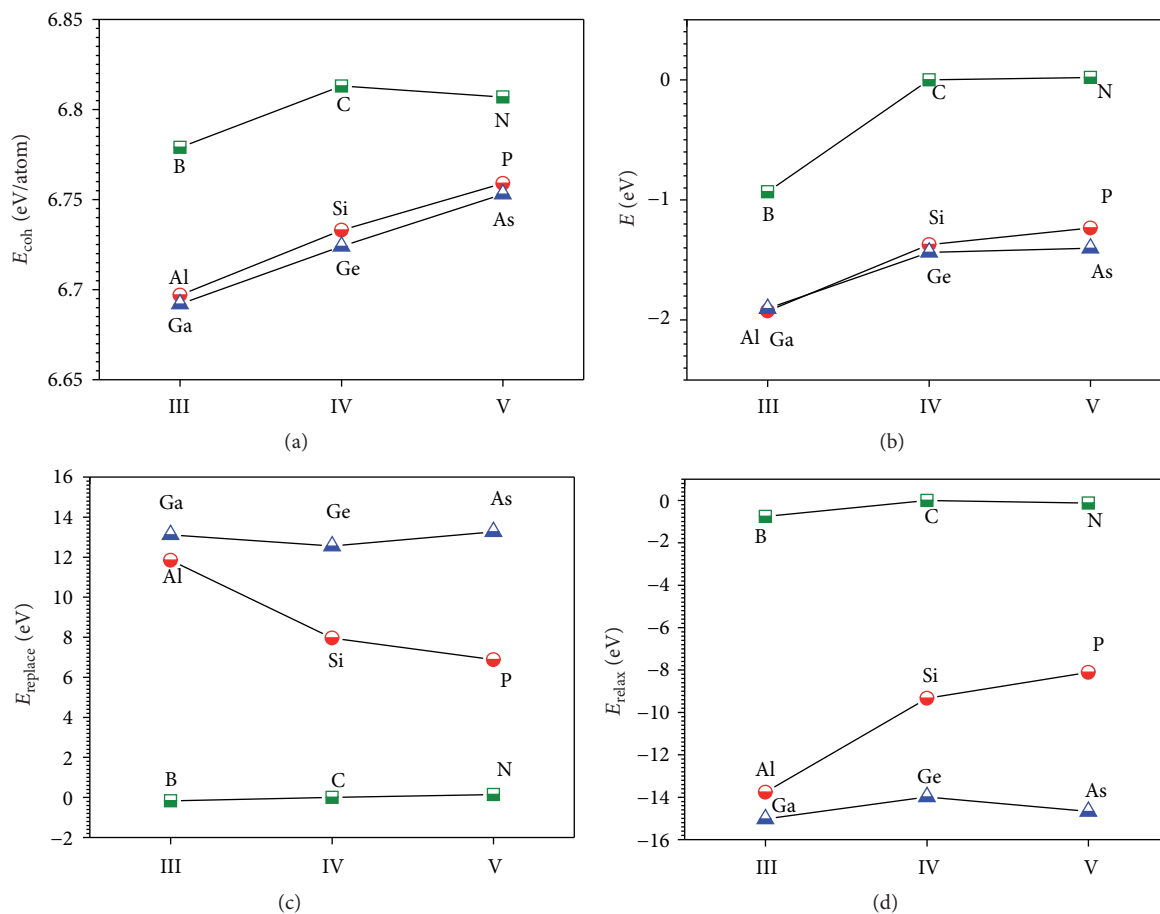 6.85
6.8
6.75
6.7
6.65
E_coh (eV/atom)
B
C
N
Al
Si
P
Ga
Ge
As
III IV V
(a)
0
−1
−2
E (eV)
B
C
N
Si
P
Ge
As
Al Ga
III IV V
(b)
16
14
12
10
8
6
4
2
0
−2
E_replace (eV)
Ga
Ge
As
Al
Si
P
B
C
N
III IV V
(c)
0
−2
−4
−6
−8
−10
−12
−14
−16
E_relax (eV)
B
C
N
Al
Si
P
Ga
Ge
As
III IV V
(d)